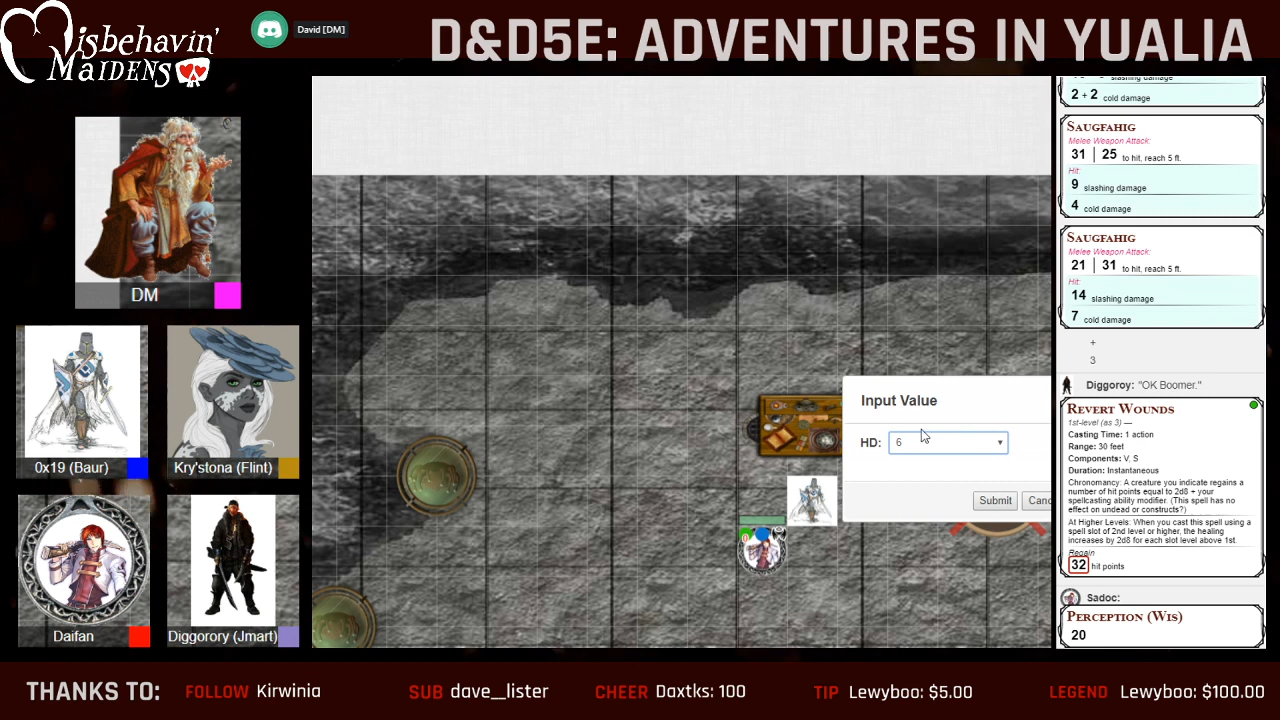 Misbehavin'
Maidens
David [DM]
D&D5E: ADVENTURES IN YUALIA
DM
0x19 (Baur)
Kry'stona (Flint)
Daifan
Diggorory (Jmart)
Input Value
HD: 6
Submit
slashing damage
2 + 2 cold damage
SAUGFAHIG
Melee Weapon Attack:
31 | 25 to hit, reach 5 ft.
Hit:
9 slashing damage
4 cold damage
SAUGFAHIG
Melee Weapon Attack:
21 | 31 to hit, reach 5 ft.
Hit:
14 slashing damage
7 cold damage
+
3
Diggoroy: "OK Boomer."
REVERT WOUNDS
1st-level (as 3) —
Casting Time: 1 action
Range: 30 feet
Components: V, S
Duration: Instantaneous
Chronomancy: A creature you indicate regains a
number of hit points equal to 2d8 + your
spellcasting ability modifier. (This spell has no
effect on undead or constructs?)
At Higher Levels: When you cast this spell using a
spell slot of 2nd level or higher, the healing
increases by 2d8 for each slot level above 1st.
Regain
32 hit points
Sadoc:
PERCEPTION (WIS)
20
THANKS TO: FOLLOW Kirwinia SUB dave__lister CHEER Daxtks: 100 TIP Lewyboo: $5.00 LEGEND Lewyboo: $100.00